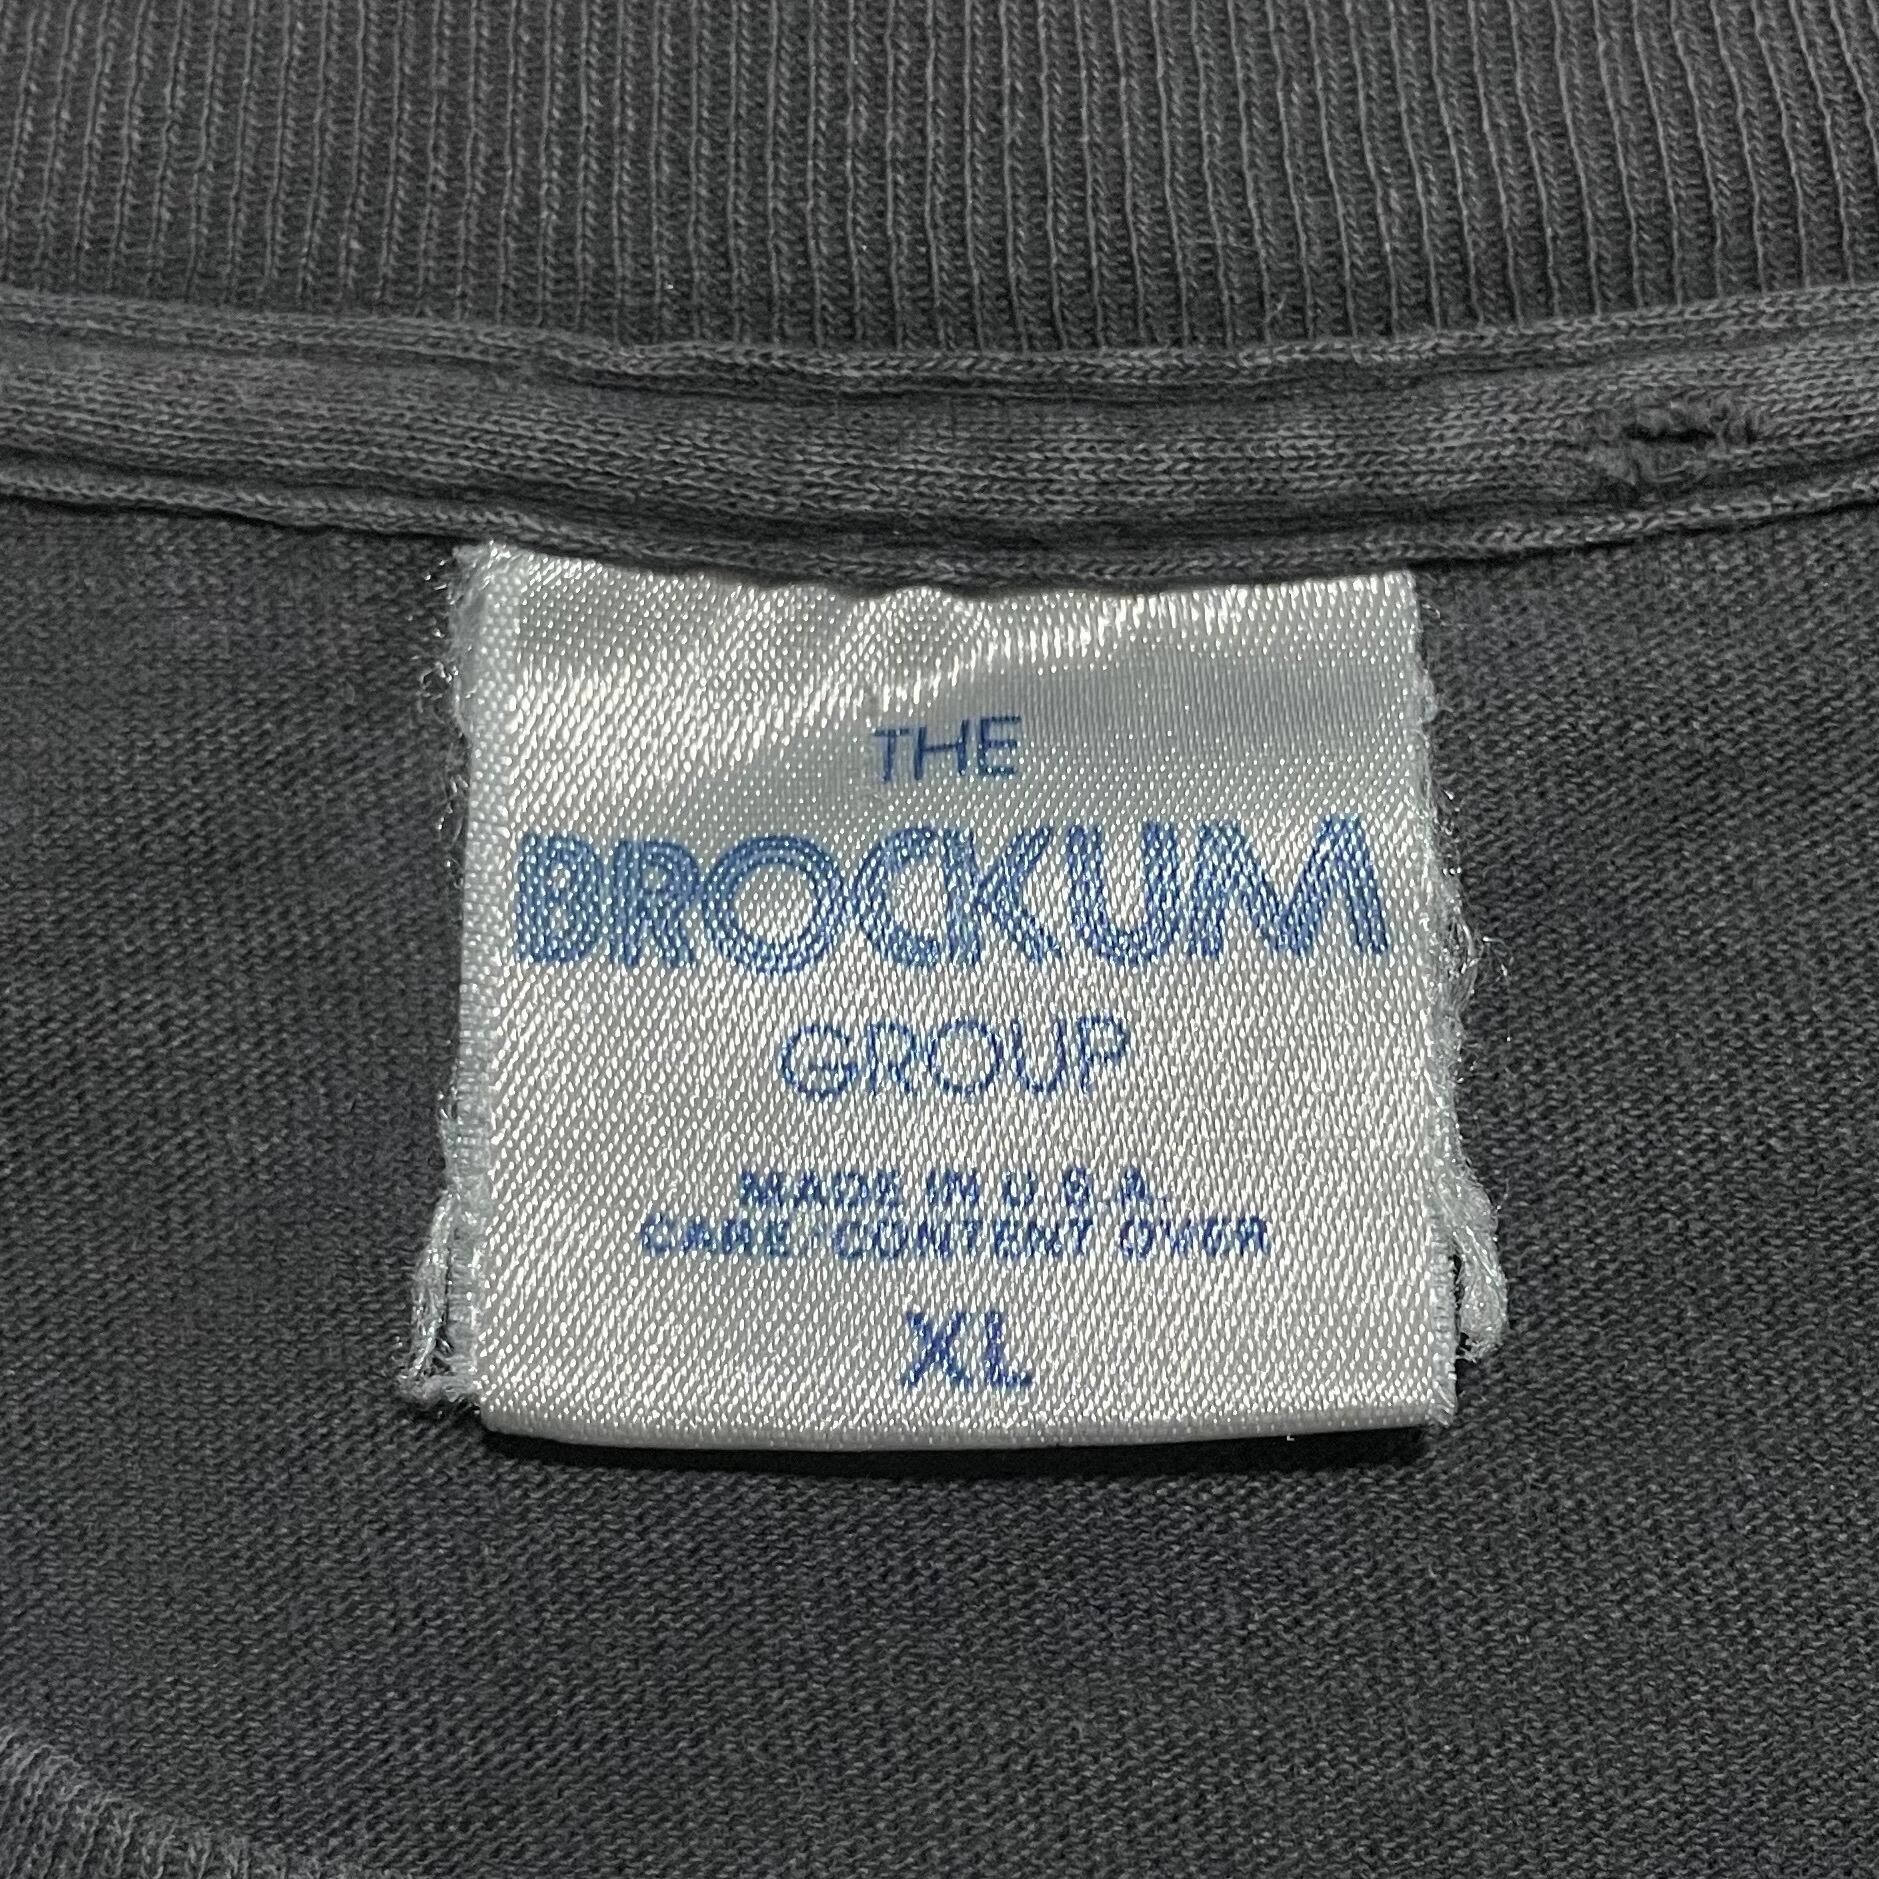 THE
BROCKUM
GROUP
MADE IN U.S.A.
CARE/CONTENT OVER
XL